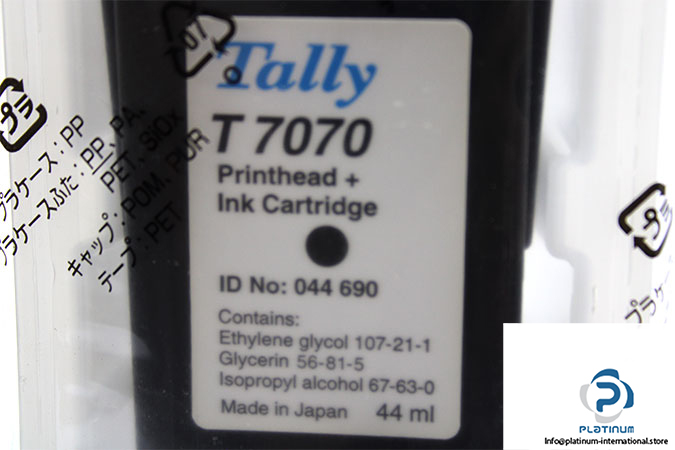 Tally
T 7070
Printhead +
Ink Cartridge
ID No: 044 690
Contains:
Ethylene glycol 107-21-1
Glycerin 56-81-5
Isopropyl alcohol 67-63-0
Made in Japan 44 ml
07
プラ
プラケース : PP
プラケースふた : PP, PA,
PET, SiOx
キャップ : POM, PUR
テープ : PET
プラ
プラケー
PLATINUM
Info@platinum-international.store